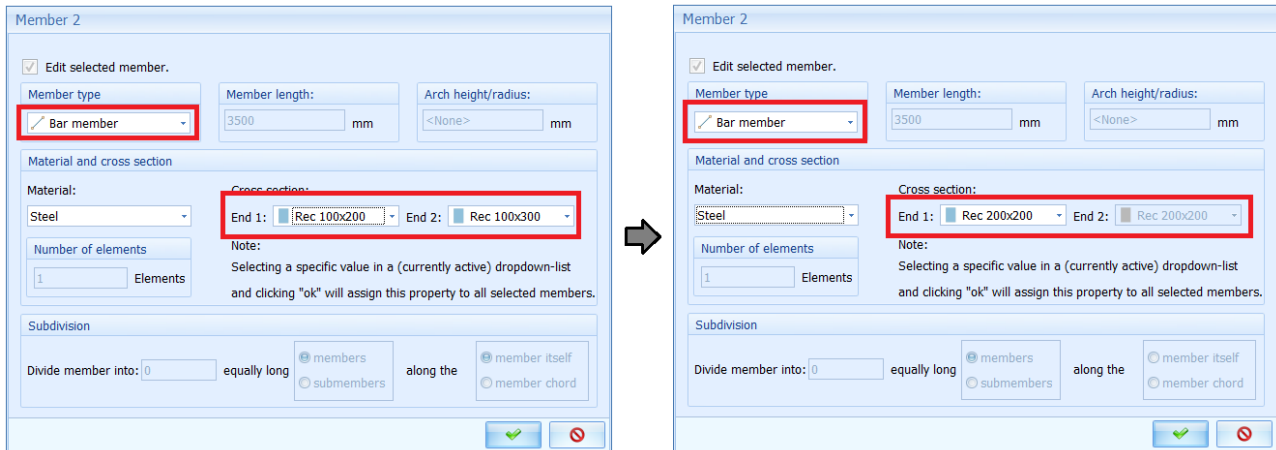 Member 2
Edit selected member.
Member type
Member length:
Arch height/radius:
Bar member
3500
mm
<None>
mm
Material and cross section
Material:
Cross section:
Steel
End 1:
Rec 100x200
End 2:
Rec 100x300
Number of elements
Note:
Selecting a specific value in a (currently active) dropdown-list
1
Elements
and clicking "ok" will assign this property to all selected members.
Subdivision
Divide member into:
0
equally long
members
submembers
along the
member itself
member chord
Member 2
Edit selected member.
Member type
Member length:
Arch height/radius:
Bar member
3500
mm
<None>
mm
Material and cross section
Material:
Cross section:
Steel
End 1:
Rec 200x200
End 2:
Rec 200x200
Number of elements
Note:
Selecting a specific value in a (currently active) dropdown-list
1
Elements
and clicking "ok" will assign this property to all selected members.
Subdivision
Divide member into:
0
equally long
members
submembers
along the
member itself
member chord